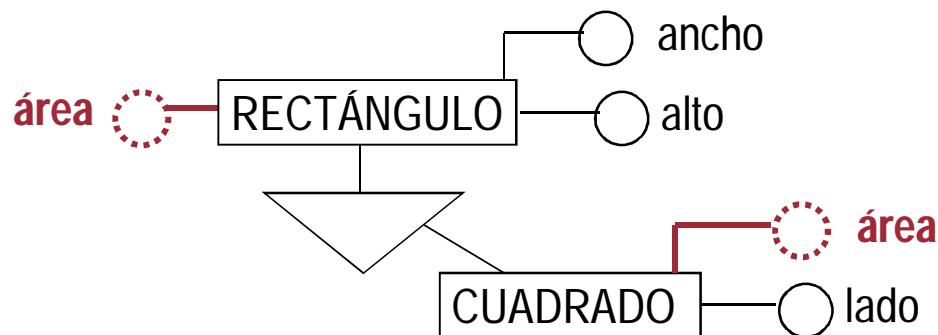 ancho
área
RECTÁNGULO
alto
área
CUADRADO
lado